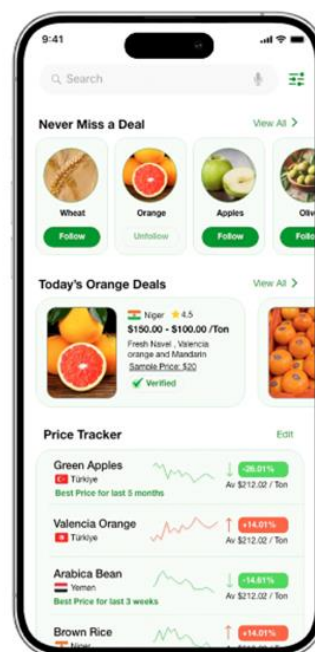 9:41
Search
Never Miss a Deal
View All
Wheat
Orange
Apples
Follow
Unfollow
Follow
Today's Orange Deals
View All
Niger 4.5
$150.00 - $100.00 /Ton
Fresh Navel , Valencia
orange and Mandarin
Sample Price: $20
Verified
Price Tracker
Edit
Green Apples
Türkiye
Best Price for last 5 months
-26.01%
Av $212.02 / Ton
Valencia Orange
Türkiye
+14.01%
Av $212.02 / Ton
Arabica Bean
Yemen
Best Price for last 3 weeks
-14.61%
Av $212.02 / Ton
Brown Rice
Niger
+14.01%